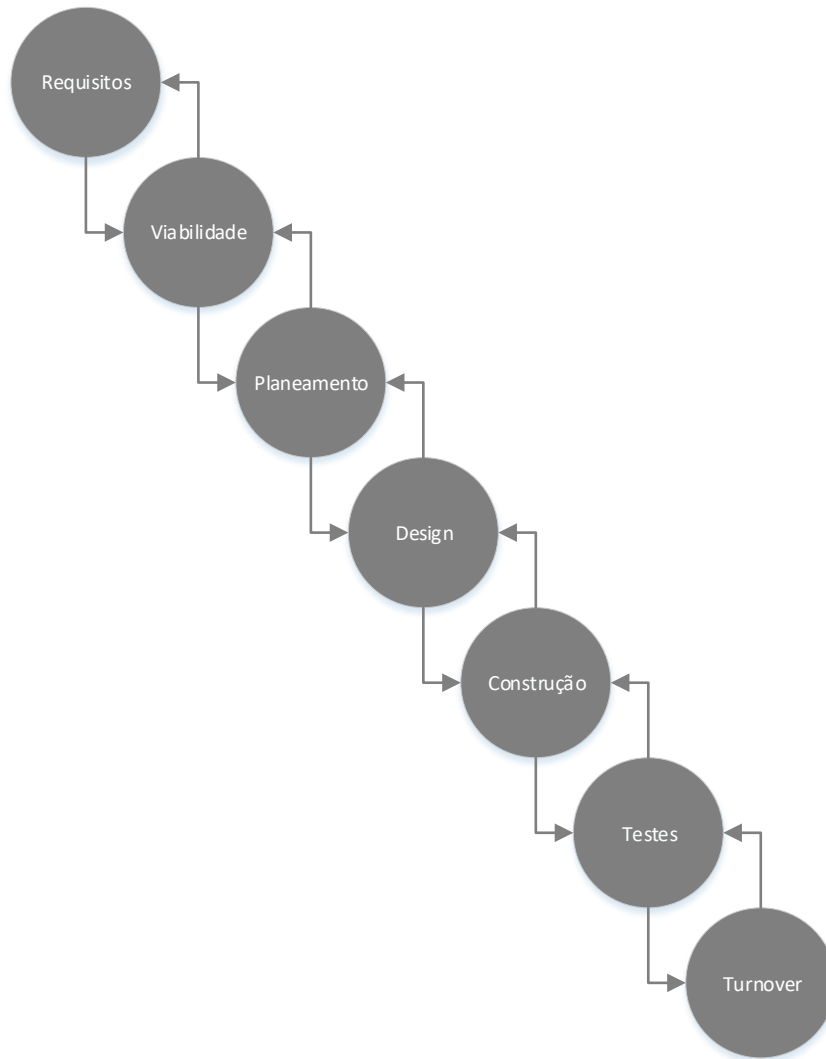 Requisitos
Viabilidade
Planeamento
Design
Construção
Testes
Turnover